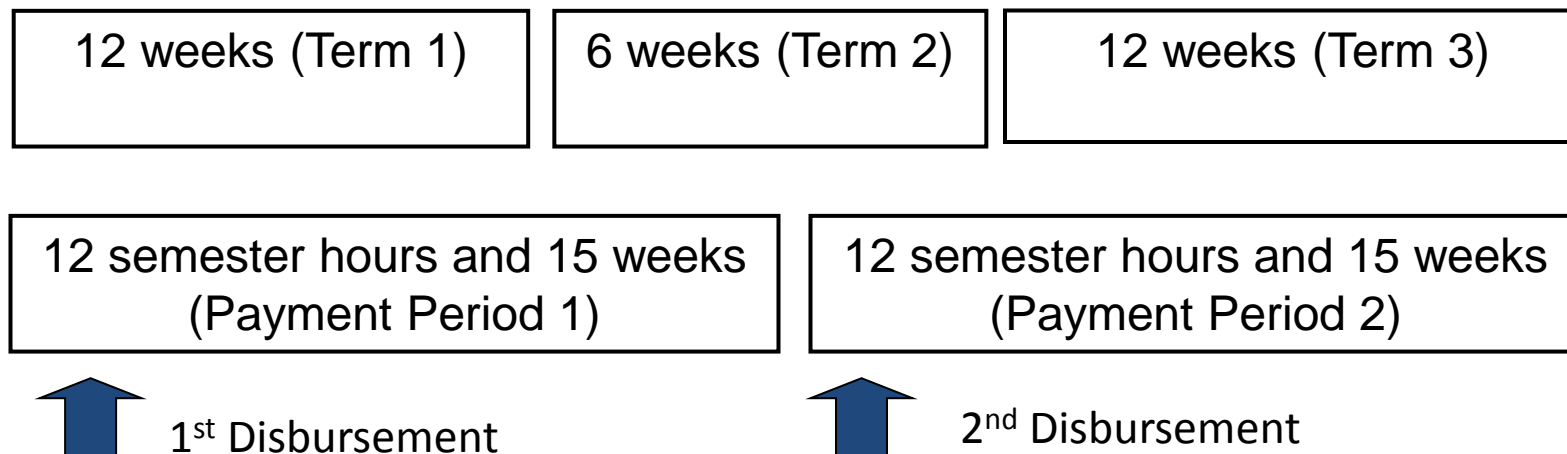 12 weeks (Term 1)
6 weeks (Term 2)
12 weeks (Term 3)
12 semester hours and 15 weeks
(Payment Period 1)
12 semester hours and 15 weeks
(Payment Period 2)
1st Disbursement
2nd Disbursement